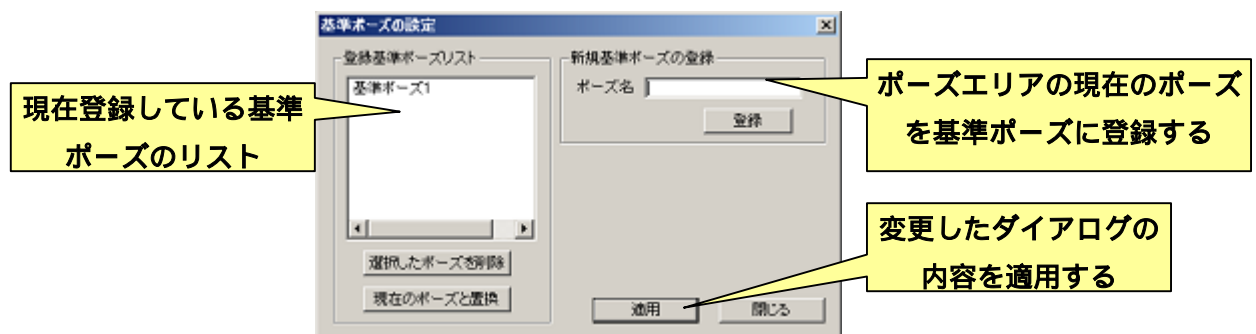 基準ポーズの設定
登録基準ポーズリスト
基準ポーズ1
選択したポーズを削除
現在のポーズと置換
新規基準ポーズの登録
ポーズ名
登録
適用
閉じる
現在登録している基準
ポーズのリスト
ポーズエリアの現在のポーズ
を基準ポーズに登録する
変更したダイアログの
内容を適用する